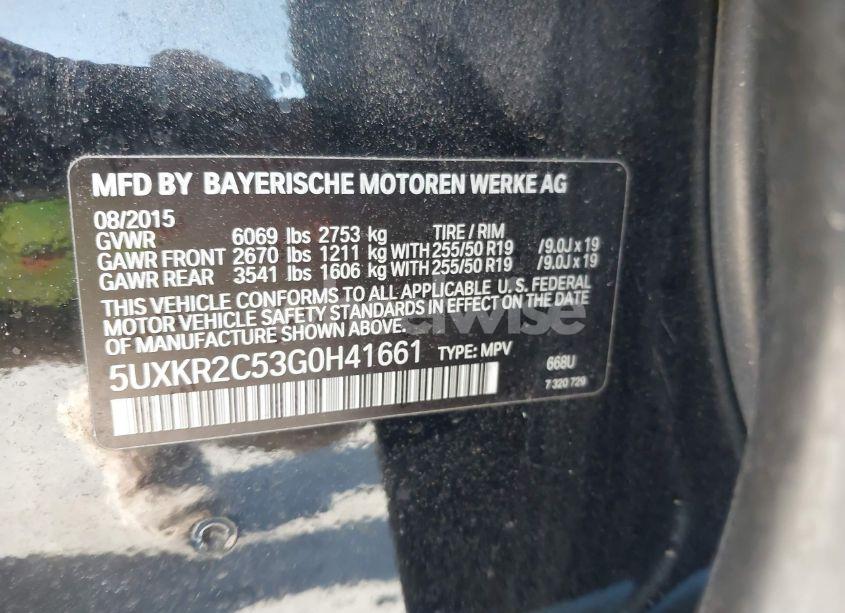 MFD BY BAYERISCHE MOTOREN WERKE AG
08/2015 TIRE / RIM
GVWR 6069 lbs 2753 kg
GAWR FRONT 2670 lbs 1211 kg WITH 255/50 R19 /9.0J x 19
GAWR REAR 3541 lbs 1606 kg WITH 255/50 R19 /9.0J x 19
THIS VEHICLE CONFORMS TO ALL APPLICABLE U.S. FEDERAL
MOTOR VEHICLE SAFETY STANDARDS IN EFFECT ON THE DATE
OF MANUFACTURE SHOWN ABOVE.
5UXKR2C53G0H41661 TYPE: MPV 668U
7 320 729